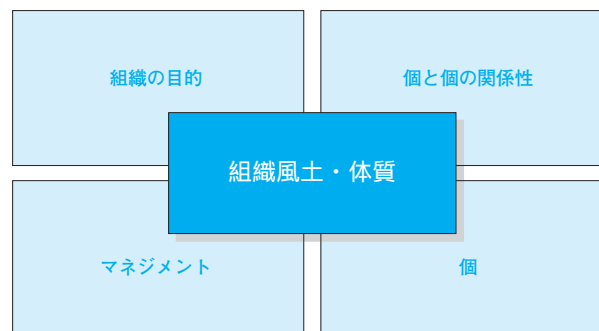 組織の目的
個と個の関係性
組織風土・体質
マネジメント
個